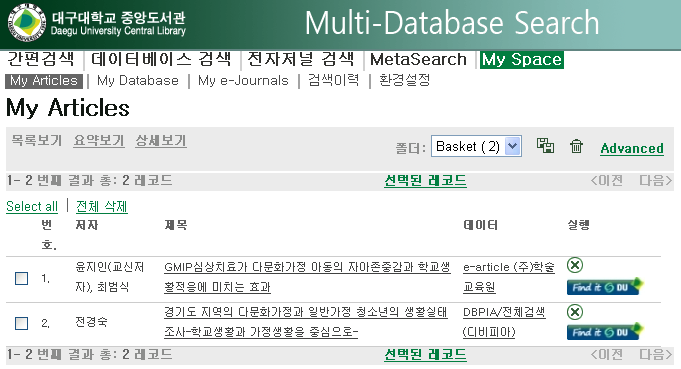 대구대학교 중앙도서관
Daegu University Central Library
Multi-Database Search
간편검색 데이터베이스 검색 전자저널 검색 MetaSearch My Space
My Articles My Database My e-Journals 검색이력 환경설정
My Articles
목록보기 요약보기 상세보기
폴더: Basket (2) Advanced
1- 2 번째 결과 총: 2 레코드 선택된 레코드 <이전 다음>
Select all 전체 삭제
번호. 저자 제목 데이터 실행
1. 윤지인(교신저자), 최범식 GMIP심상치료가 다문화가정 아동의 자아존중감과 학교생활적응에 미치는 효과 e-article (주)학술교육원
Find it @ DU
2. 전경숙 경기도 지역의 다문화가정과 일반가정 청소년의 생활실태조사-학교생활과 가정생활을 중심으로- DBPIA/전체검색(디비피아)
Find it @ DU
1- 2 번째 결과 총: 2 레코드 선택된 레코드 <이전 다음>